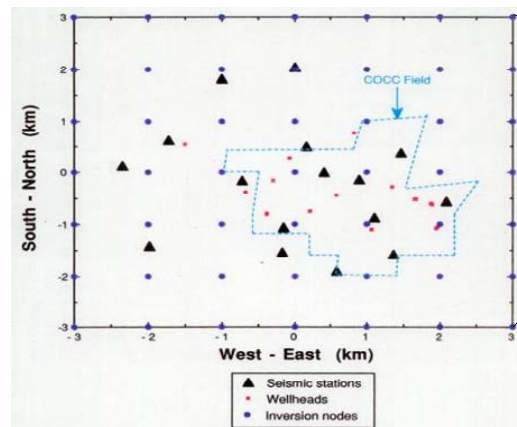 3
2
1
0
-1
-2
-3
South - North (km)
COCC Field
-3
-2
-1
0
1
2
3
West - East (km)
Seismic stations
Wellheads
Inversion nodes